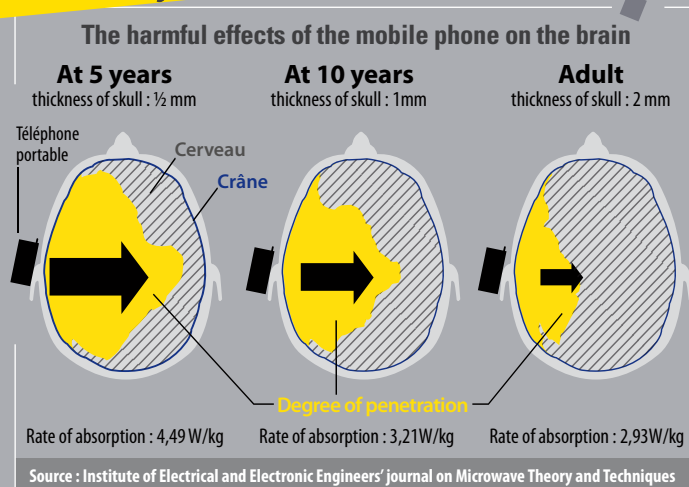 The harmful effects of the mobile phone on the brain
At 5 years
thickness of skull : ½ mm
At 10 years
thickness of skull : 1mm
Adult
thickness of skull : 2 mm
Téléphone
portable
Cerveau
Crâne
Degree of penetration
Rate of absorption : 4,49 W/kg
Rate of absorption : 3,21W/kg
Rate of absorption : 2,93W/kg
Source : Institute of Electrical and Electronic Engineers' journal on Microwave Theory and Techniques